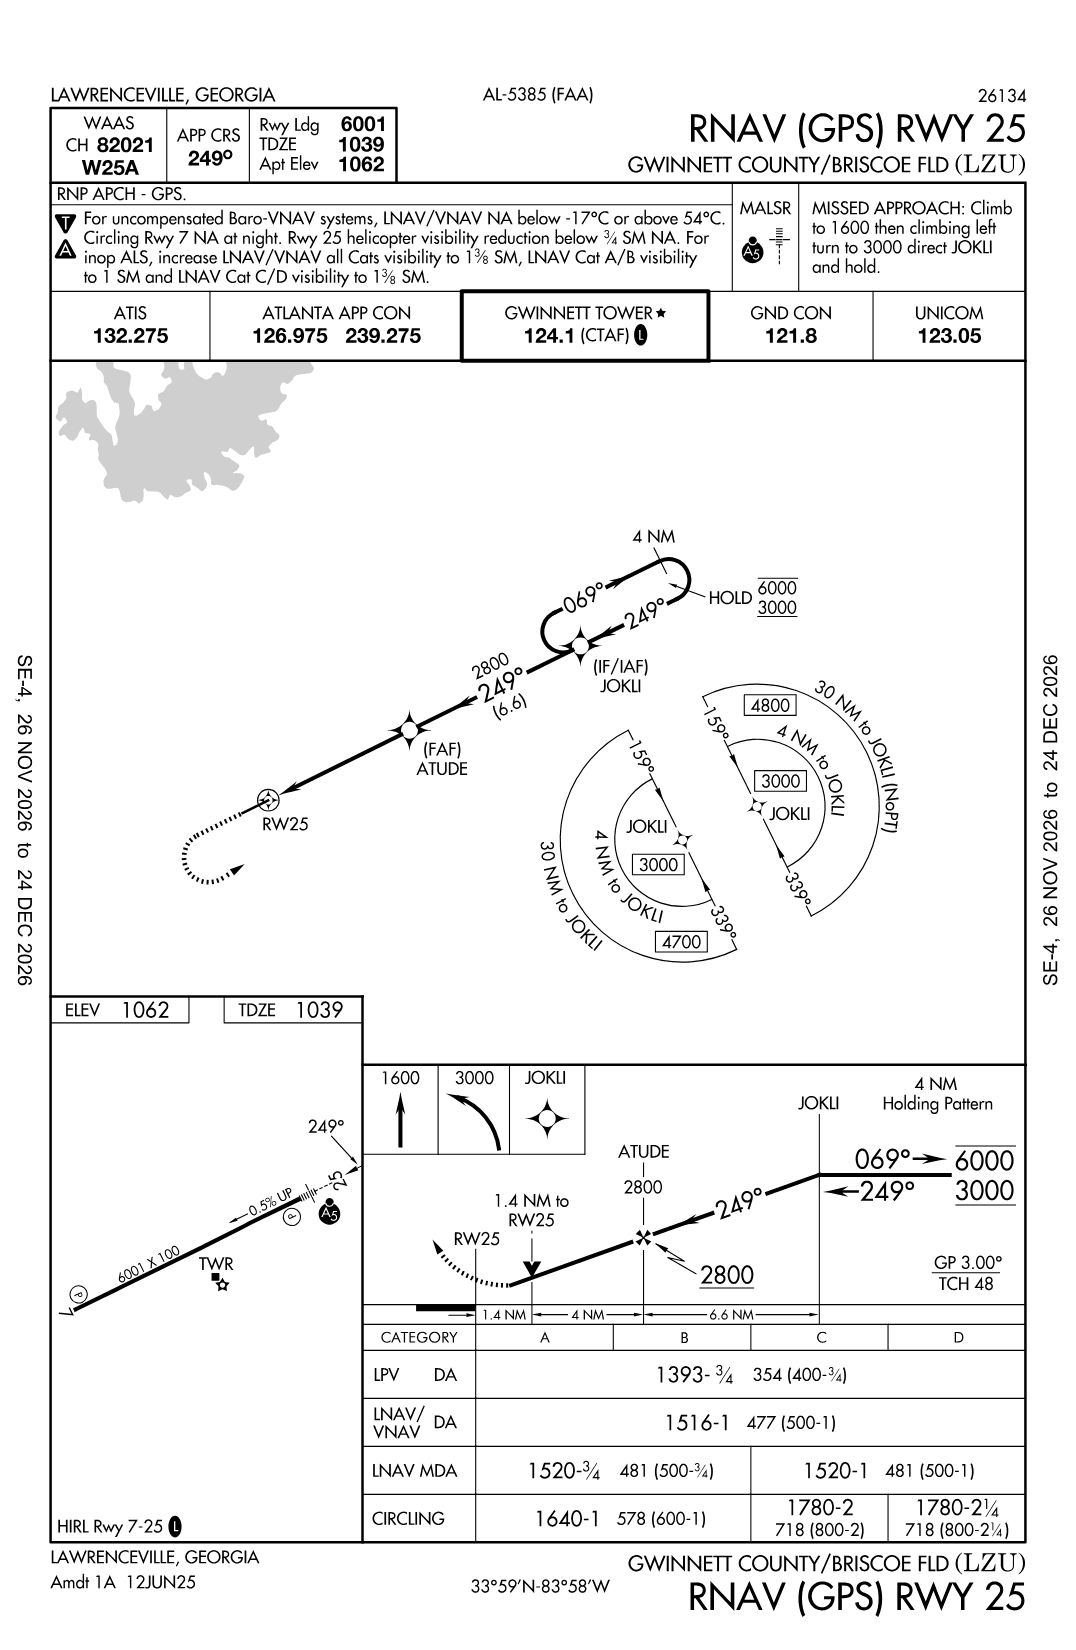 LAWRENCEVILLE, GEORGIA
AL-5385 (FAA)
26134
WAAS
CH 82021
W25A
APP CRS
249°
Rwy Ldg 6001
TDZE 1039
Apt Elev 1062
RNAV (GPS) RWY 25
GWINNETT COUNTY/BRISCOE FLD (LZU)
RNP APCH - GPS.
T
A
For uncompensated Baro-VNAV systems, LNAV/VNAV NA below -17°C or above 54°C.
Circling Rwy 7 NA at night. Rwy 25 helicopter visibility reduction below ¾ SM NA. For
inop ALS, increase LNAV/VNAV all Cats visibility to 1⅜ SM, LNAV Cat A/B visibility
to 1 SM and LNAV Cat C/D visibility to 1⅜ SM.
MALSR
A5
MISSED APPROACH: Climb
to 1600 then climbing left
turn to 3000 direct JOKLI
and hold.
ATIS
132.275
ATLANTA APP CON
126.975 239.275
GWINNETT TOWER★
124.1 (CTAF) L
GND CON
121.8
UNICOM
123.05
4 NM
069°
249°
HOLD
6000
3000
(IF/IAF)
JOKLI
2800
249°
(6.6)
(FAF)
ATUDE
RW25
159°
4800
30 NM to JOKLI (NoPT)
4 NM to JOKLI
3000
JOKLI
339°
159°
JOKLI
3000
4 NM to JOKLI
30 NM to JOKLI
339°
4700
SE-4, 26 NOV 2026 to 24 DEC 2026
SE-4, 26 NOV 2026 to 24 DEC 2026
ELEV 1062
TDZE 1039
249°
25
0.5% UP
P
A5
6001 X 100
TWR
P
7
HIRL Rwy 7-25 L
1600
3000
JOKLI
JOKLI
4 NM
Holding Pattern
069°
6000
249°
3000
ATUDE
2800
249°
1.4 NM to
RW25
RW25
2800
GP 3.00°
TCH 48
1.4 NM
4 NM
6.6 NM
CATEGORY A B C D
LPV DA 1393-¾ 354 (400-¾)
LNAV/
VNAV DA 1516-1 477 (500-1)
LNAV MDA 1520-¾ 481 (500-¾) 1520-1 481 (500-1)
CIRCLING 1640-1 578 (600-1)
1780-2
718 (800-2)
1780-2¼
718 (800-2¼)
LAWRENCEVILLE, GEORGIA
Amdt 1A 12JUN25
33°59'N-83°58'W
GWINNETT COUNTY/BRISCOE FLD (LZU)
RNAV (GPS) RWY 25